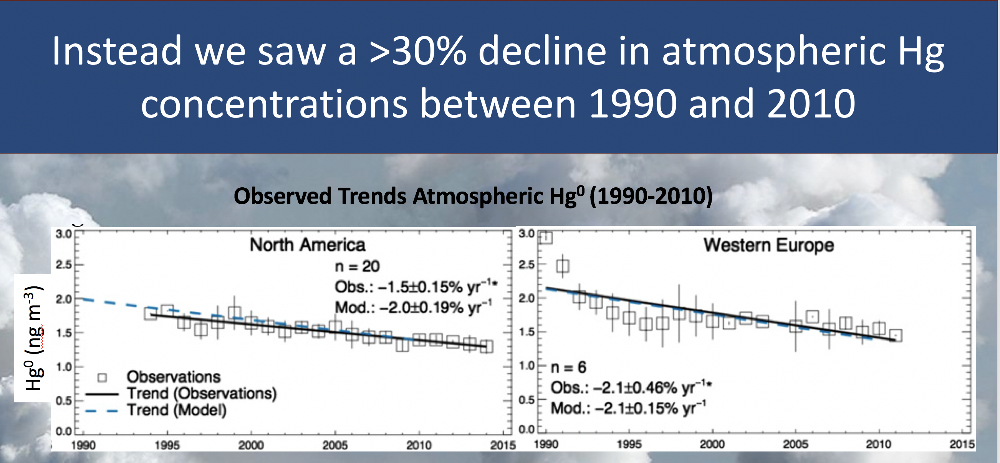 Instead we saw a >30% decline in atmospheric Hg
concentrations between 1990 and 2010
Observed Trends Atmospheric Hg⁰ (1990-2010)
Hg⁰ (ng m⁻³)
3.0
2.5
2.0
1.5
1.0
0.5
0.0
North America
n = 20
Obs.: −1.5±0.15% yr⁻¹*
Mod.: −2.0±0.19% yr⁻¹
Observations
Trend (Observations)
Trend (Model)
1990 1995 2000 2005 2010 2015
3.0
2.5
2.0
1.5
1.0
0.5
0.0
Western Europe
n = 6
Obs.: −2.1±0.46% yr⁻¹*
Mod.: −2.1±0.15% yr⁻¹
1990 1995 2000 2005 2010 2015